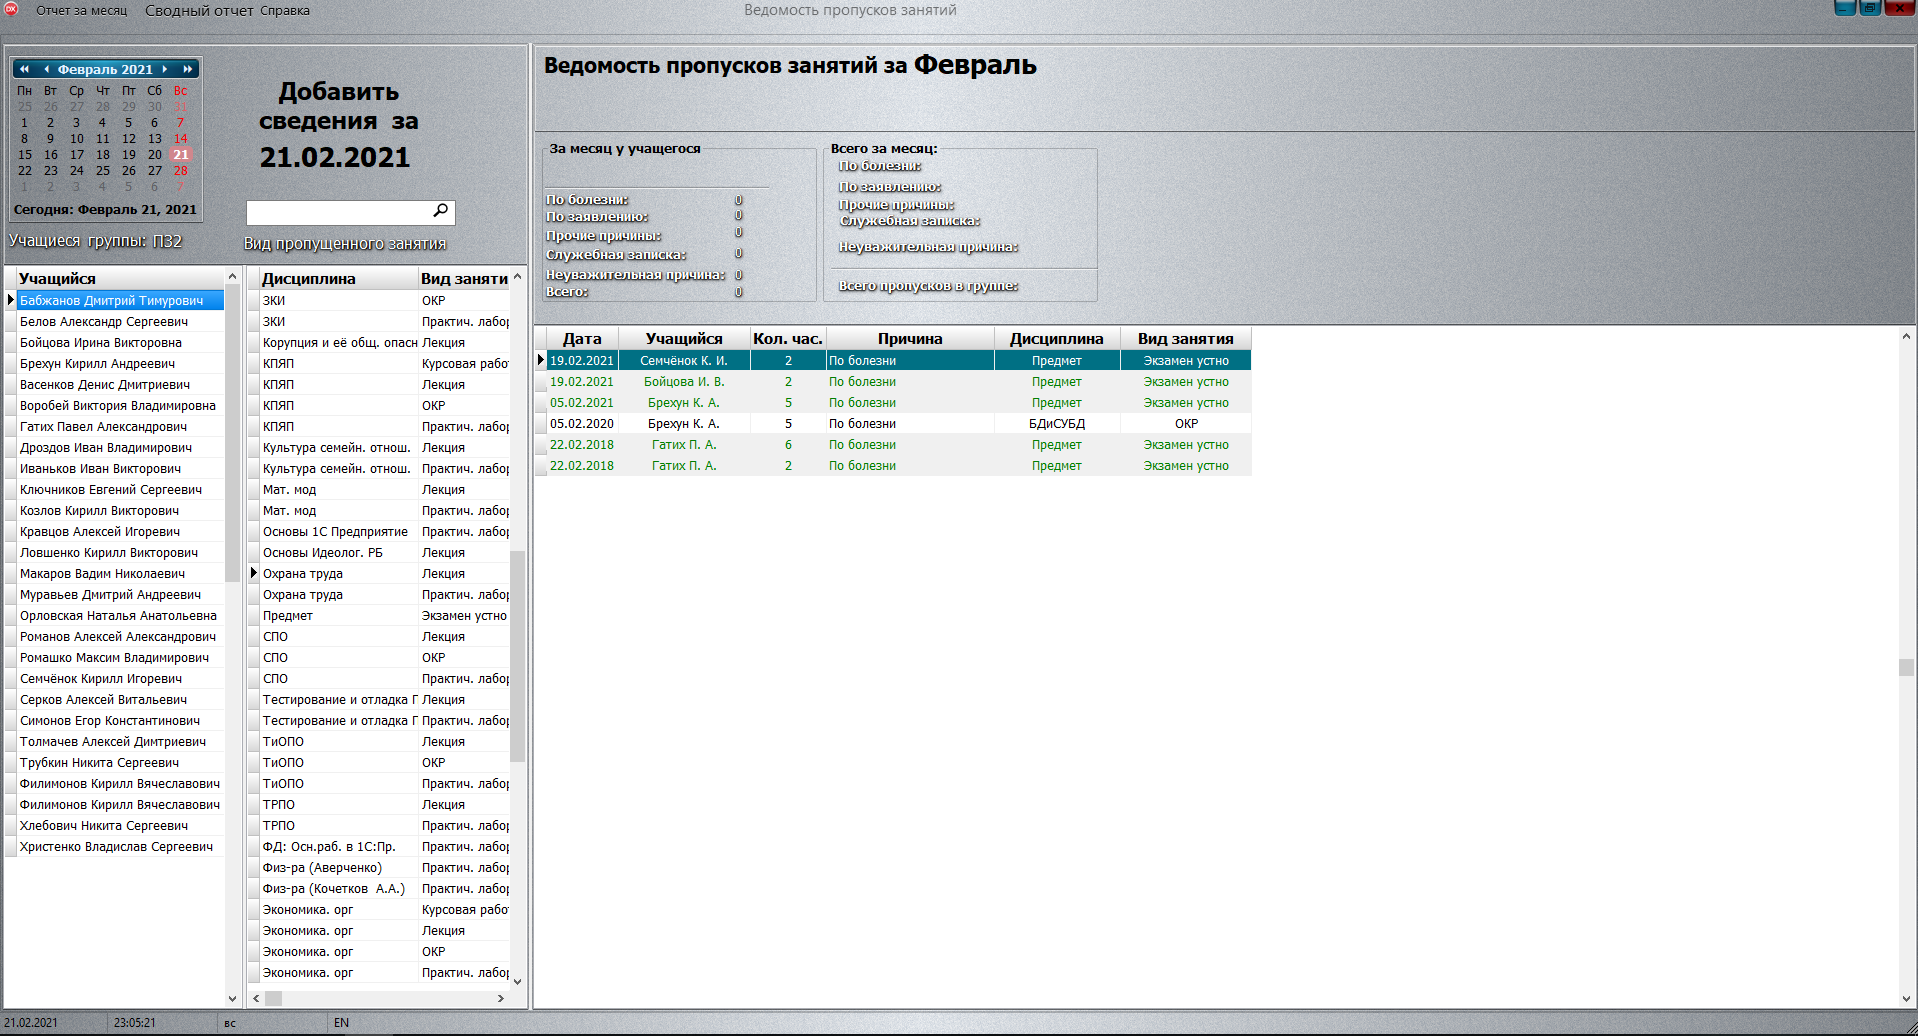 DX Отчет за месяц Сводный отчет Справка
Ведомость пропусков занятий
Февраль 2021
Пн Вт Ср Чт Пт Сб Вс
25 26 27 28 29 30 31
1 2 3 4 5 6 7
8 9 10 11 12 13 14
15 16 17 18 19 20 21
22 23 24 25 26 27 28
1 2 3 4 5 6 7
Сегодня: Февраль 21, 2021
Учащиеся группы: ПЗ2
Добавить
сведения за
21.02.2021
Вид пропущенного занятия
Учащийся
Бабжанов Дмитрий Тимурович
Белов Александр Сергеевич
Бойцова Ирина Викторовна
Брехун Кирилл Андреевич
Васенков Денис Дмитриевич
Воробей Виктория Владимировна
Гатих Павел Александрович
Дроздов Иван Владимирович
Иваньков Иван Викторович
Ключников Евгений Сергеевич
Козлов Кирилл Викторович
Кравцов Алексей Игоревич
Ловшенко Кирилл Викторович
Макаров Вадим Николаевич
Муравьев Дмитрий Андреевич
Орловская Наталья Анатольевна
Романов Алексей Александрович
Ромашко Максим Владимирович
Семчёнок Кирилл Игоревич
Серков Алексей Витальевич
Симонов Егор Константинович
Толмачев Алексей Димтриевич
Трубкин Никита Сергеевич
Филимонов Кирилл Вячеславович
Филимонов Кирилл Вячеславович
Хлебович Никита Сергеевич
Христенко Владислав Сергеевич
Дисциплина Вид заняти
ЗКИ ОКР
ЗКИ Практич. лабор
Корупция и её общ. опасн Лекция
КПЯП Курсовая рабо
КПЯП Лекция
КПЯП ОКР
КПЯП Практич. лабор
Культура семейн. отнош. Лекция
Культура семейн. отнош. Практич. лабор
Мат. мод Лекция
Мат. мод Практич. лабор
Основы 1С Предприятие Практич. лабор
Основы Идеолог. РБ Лекция
Охрана труда Лекция
Охрана труда Практич. лабор
Предмет Экзамен устно
СПО Лекция
СПО ОКР
СПО Практич. лабор
Тестирование и отладка П Лекция
Тестирование и отладка П Практич. лабор
ТиОПО Лекция
ТиОПО ОКР
ТиОПО Практич. лабор
ТРПО Лекция
ТРПО Практич. лабор
ФД: Осн.раб. в 1С:Пр. Практич. лабор
Физ-ра (Аверченко) Практич. лабор
Физ-ра (Кочетков А.А.) Практич. лабор
Экономика. орг Курсовая рабо
Экономика. орг Лекция
Экономика. орг ОКР
Экономика. орг Практич. лабор
Ведомость пропусков занятий за Февраль
За месяц у учащегося
По болезни: 0
По заявлению: 0
Прочие причины: 0
Служебная записка: 0
Неуважительная причина: 0
Всего: 0
Всего за месяц:
По болезни:
По заявлению:
Прочие причины:
Служебная записка:
Неуважительная причина:
Всего пропусков в группе:
Дата Учащийся Кол. час. Причина Дисциплина Вид занятия
19.02.2021 Семчёнок К. И. 2 По болезни Предмет Экзамен устно
19.02.2021 Бойцова И. В. 2 По болезни Предмет Экзамен устно
05.02.2021 Брехун К. А. 5 По болезни Предмет Экзамен устно
05.02.2020 Брехун К. А. 5 По болезни БДиСУБД ОКР
22.02.2018 Гатих П. А. 6 По болезни Предмет Экзамен устно
22.02.2018 Гатих П. А. 2 По болезни Предмет Экзамен устно
21.02.2021 23:05:21 вс EN